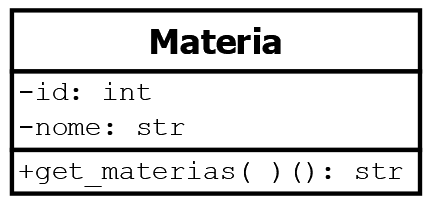 Materia
-id: int
-nome: str
+get_materias( )(): str